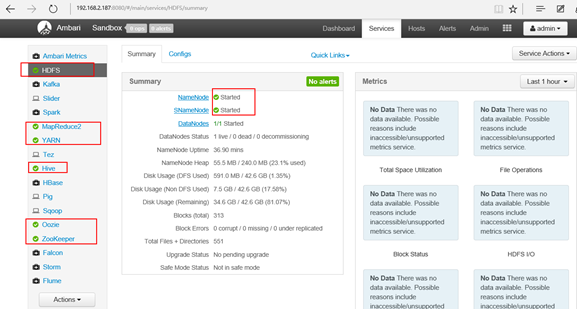 192.168.2.187:8080/#/main/services/HDFS/summary
Ambari Sandbox 0 ops 0 alerts Dashboard Services Hosts Alerts Admin admin
Ambari Metrics
HDFS
Kafka
Slider
Spark
MapReduce2
YARN
Tez
Hive
HBase
Pig
Sqoop
Oozie
ZooKeeper
Falcon
Storm
Flume
Actions
Summary Configs Quick Links Service Actions
Summary No alerts
NameNode Started
SNameNode Started
DataNodes 1/1 Started
DataNodes Status 1 live / 0 dead / 0 decommissioning
NameNode Uptime 36.90 mins
NameNode Heap 55.5 MB / 240.0 MB (23.1% used)
Disk Usage (DFS Used) 591.0 MB / 42.6 GB (1.35%)
Disk Usage (Non DFS Used) 7.5 GB / 42.6 GB (17.58%)
Disk Usage (Remaining) 34.6 GB / 42.6 GB (81.07%)
Blocks (total) 313
Block Errors 0 corrupt / 0 missing / 0 under replicated
Total Files + Directories 551
Upgrade Status No pending upgrade
Safe Mode Status Not in safe mode
Metrics Last 1 hour
No Data There was no
data available. Possible
reasons include
inaccessible/unsupported
metrics service.
Total Space Utilization
No Data There was no
data available. Possible
reasons include
inaccessible/unsupported
metrics service.
File Operations
No Data There was no
data available. Possible
reasons include
inaccessible/unsupported
metrics service.
Block Status
No Data There was no
data available. Possible
reasons include
inaccessible/unsupported
metrics service.
HDFS I/O
No Data There was no
data available. Possible
reasons include
inaccessible/unsupported
No Data There was no
data available. Possible
reasons include
inaccessible/unsupported